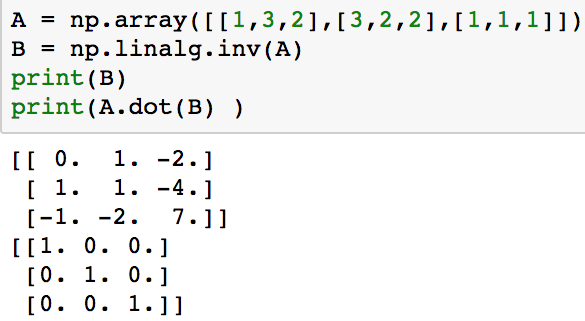 A = np.array([[1,3,2],[3,2,2],[1,1,1]])
B = np.linalg.inv(A)
print(B)
print(A.dot(B) )
[[ 0.  1. -2.]
 [ 1.  1. -4.]
 [-1. -2.  7.]]
[[1. 0. 0.]
 [0. 1. 0.]
 [0. 0. 1.]]